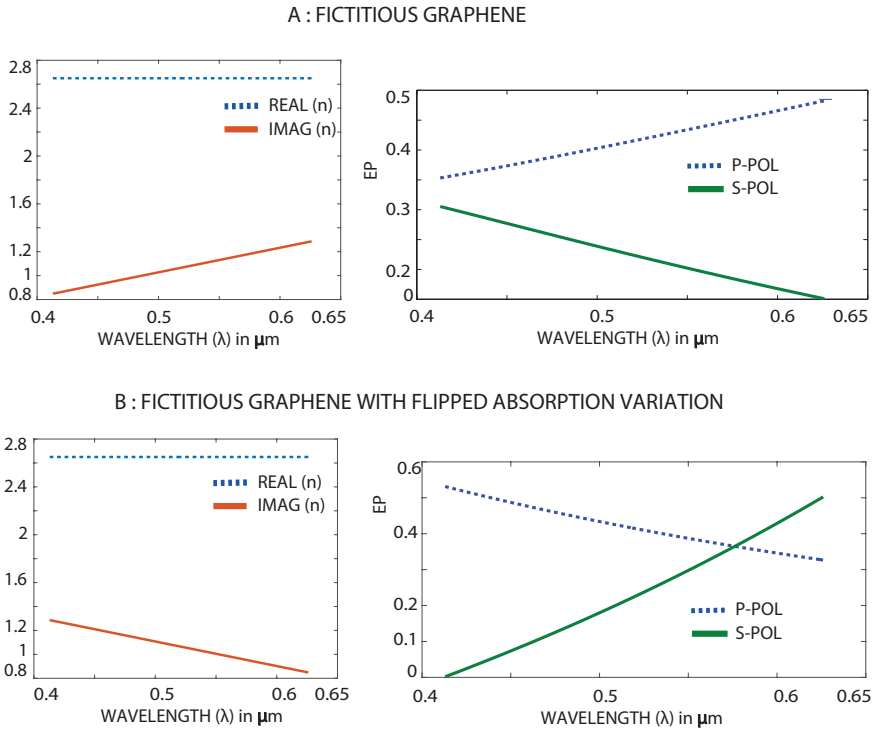 A : FICTITIOUS GRAPHENE
2.8
2.4
2
1.6
1.2
1
0.8
REAL (n)
IMAG (n)
0.4
0.5
0.6
0.65
WAVELENGTH (λ) in μm
EP
0.5
0.4
0.3
0.2
0
P-POL
S-POL
0.4
0.5
0.6
0.65
WAVELENGTH (λ) in μm
B : FICTITIOUS GRAPHENE WITH FLIPPED ABSORPTION VARIATION
2.8
2.6
2
1.6
1.2
1
0.8
REAL (n)
IMAG (n)
0.4
0.5
0.6
0.65
WAVELENGTH (λ) in μm
EP
0.6
0.4
0.2
0.1
0
P-POL
S-POL
0.4
0.5
0.6
0.65
WAVELENGTH (λ) in μm